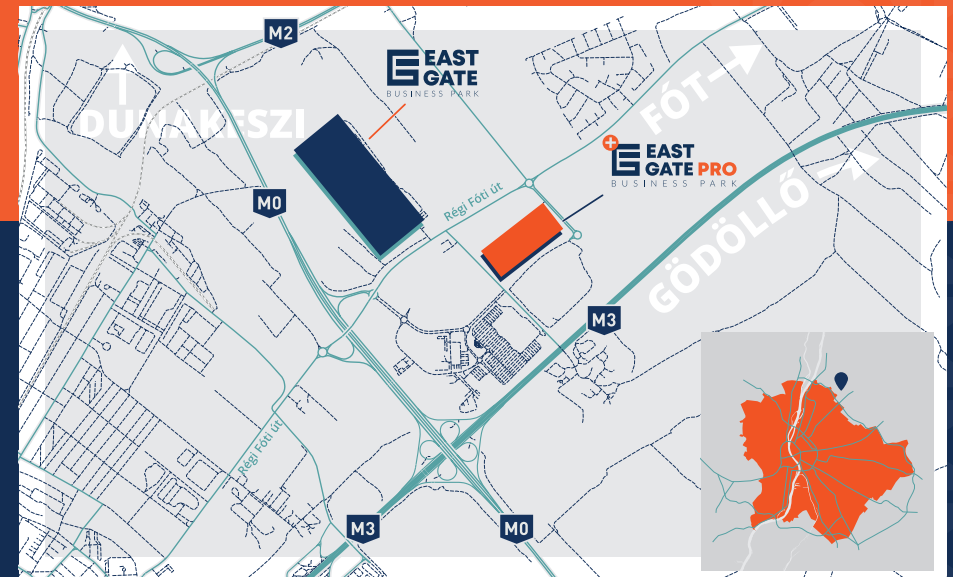 M2
EAST
GATE
BUSINESS PARK
DUNAKESZI
FÓT
EAST
GATE PRO
BUSINESS PARK
M0
Régi Fóti út
GÖDÖLLŐ
M3
Régi Fóti út
M3
M0